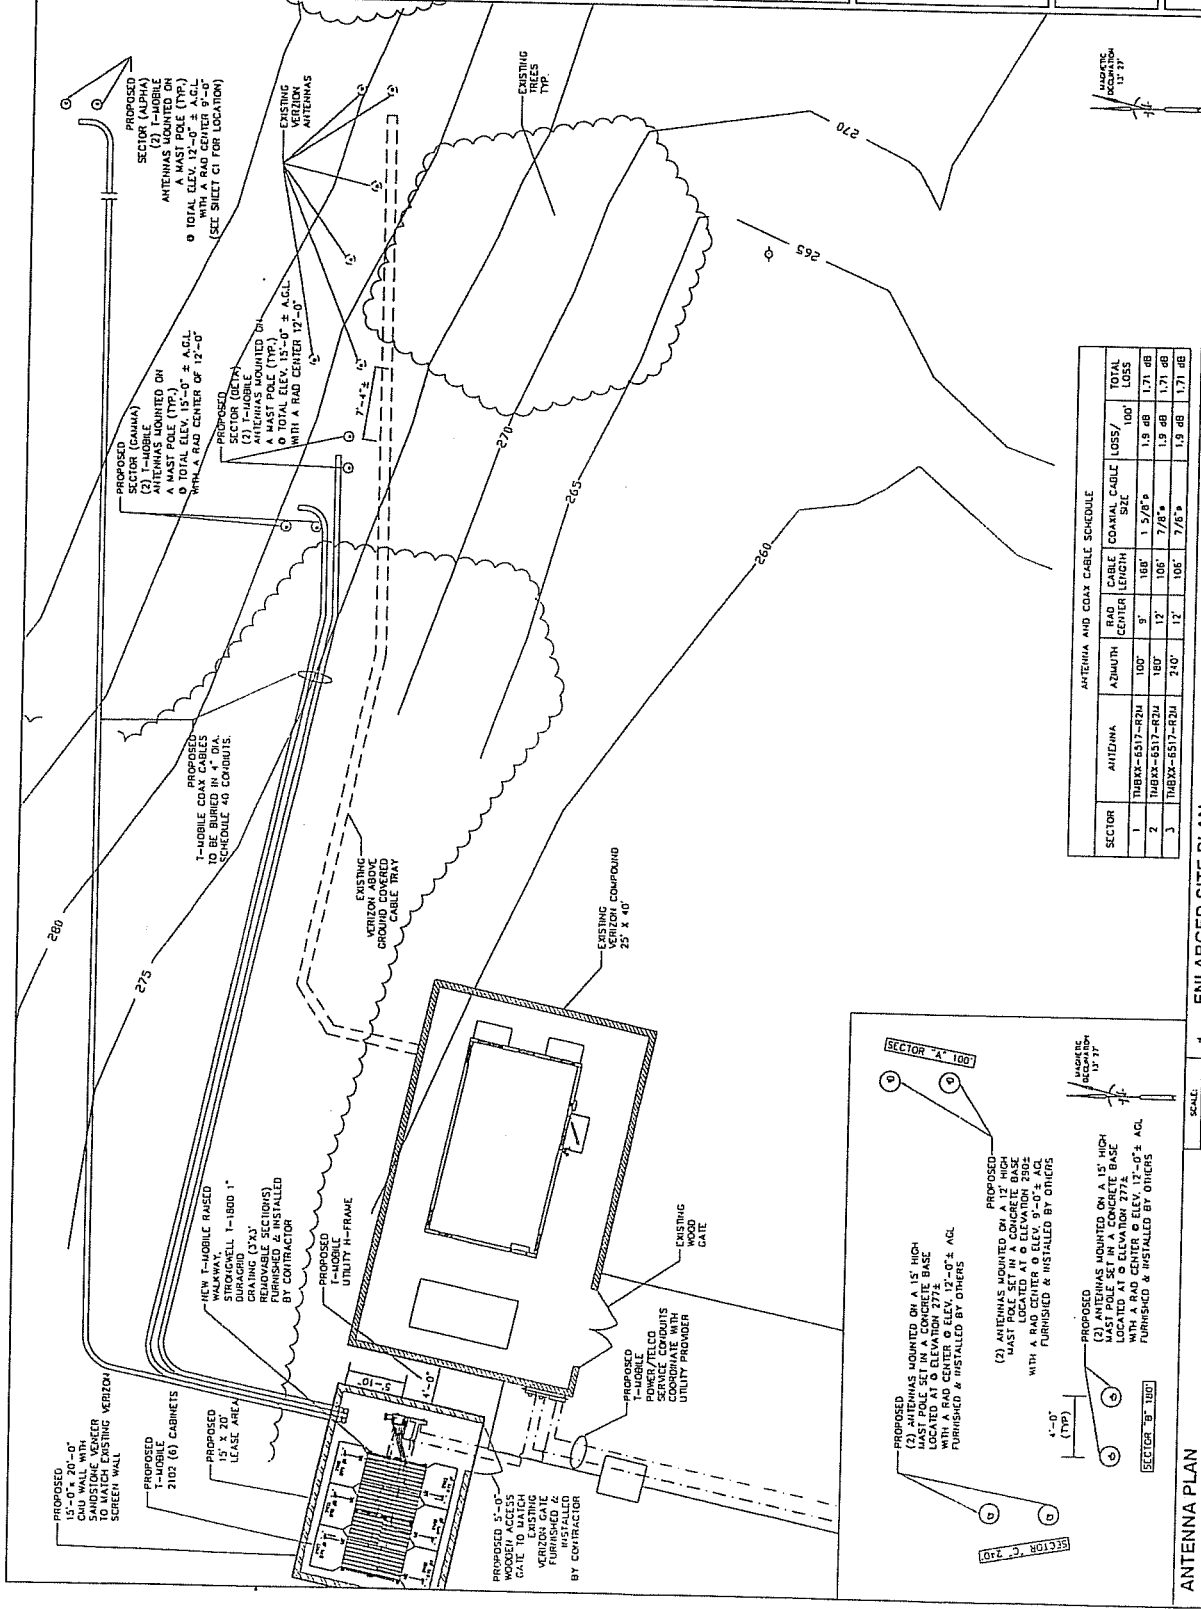 PROPOSED
SECTOR (ALPHA)
(2) T-MOBILE
ANTENNAS MOUNTED ON
A MAST POLE (TYP.)
@ TOTAL ELEV. 12'-0" ± A.G.L.
WITH A RAD CENTER 9'-0"
(SEE SHEET C1 FOR LOCATION)
EXISTING
VERZION
ANTENNAS
EXISTING
TREES
TYP.
MAGNETIC
DECLINATION
13° 27'
PROPOSED
SECTOR (GAMMA)
(2) T-MOBILE
ANTENNAS MOUNTED ON
A MAST POLE (TYP.)
@ TOTAL ELEV. 15'-0" ± A.G.L.
WITH A RAD CENTER OF 12'-0"
PROPOSED
SECTOR (BETA)
(2) T-MOBILE
ANTENNAS MOUNTED ON
A MAST POLE (TYP.)
@ TOTAL ELEV. 15'-0" ± A.G.L.
WITH A RAD CENTER 12'-0"
7'-4"±
270
265
270
265
260
280
275
PROPOSED
T-MOBILE COAX CABLES
TO BE BURIED IN 4" DIA.
SCHEDULE 40 CONDUITS.
EXISTING
VERIZON ABOVE
GROUND COVERED
CABLE TRAY
EXISTING
VERIZON COMPOUND
25' X 40'
NEW T-MOBILE RAISED
WALKWAY,
STRONGWELL T-1800 1"
DURAGRID
GRATING (3'X3'
REMOVABLE SECTIONS)
FURNISHED & INSTALLED
BY CONTRACTOR
PROPOSED
T-MOBILE
UTILITY H-FRAME
EXISTING
WOOD
GATE
PROPOSED
15'-0" x 20'-0"
CMU WALL WITH
SANDSTONE VENEER
TO MATCH EXISTING VERIZON
SCREEN WALL
PROPOSED
T-MOBILE
2102 (6) CABINETS
PROPOSED
15' X 20'
LEASE AREA
5'-10"
4'-0"
PROPOSED
T-MOBILE
POWER/TELCO
SERVICE CONDUITS
COORDINATE WITH
UTILITY PROVIDER
PROPOSED 5'-0"
WOODEN ACCESS
GATE TO MATCH
EXISTING
VERIZON GATE
FURNISHED &
INSTALLED
BY CONTRACTOR
ANTENNA AND COAX CABLE SCHEDULE
SECTOR ANTENNA AZIMUTH RAD CENTER CABLE LENGTH COAXIAL CABLE SIZE LOSS/ 100' TOTAL LOSS
1 TMBXX-6517-R2M 100° 9' 168' 1 5/8"ø 1.9 dB 1.71 dB
2 TMBXX-6517-R2M 180° 12' 106' 7/8"ø 1.9 dB 1.71 dB
3 TMBXX-6517-R2M 240° 12' 106' 7/8"ø 1.9 dB 1.71 dB
SCALE:
1
ENLARGED SITE PLAN
SECTOR "A" 100°
PROPOSED
(2) ANTENNAS MOUNTED ON A 12' HIGH
MAST POLE SET IN A CONCRETE BASE
LOCATED AT @ ELEVATION 290±
WITH A RAD CENTER @ ELEV. 9'-0"± AGL
FURNISHED & INSTALLED BY OTHERS
PROPOSED
(2) ANTENNAS MOUNTED ON A 15' HIGH
MAST POLE SET IN A CONCRETE BASE
LOCATED AT @ ELEVATION 277±
WITH A RAD CENTER @ ELEV. 12'-0"± AGL
FURNISHED & INSTALLED BY OTHERS
MAGNETIC
DECLINATION
13° 27'
PROPOSED
(2) ANTENNAS MOUNTED ON A 15' HIGH
MAST POLE SET IN A CONCRETE BASE
LOCATED AT @ ELEVATION 277±
WITH A RAD CENTER @ ELEV. 12'-0"± AGL
FURNISHED & INSTALLED BY OTHERS
4'-0"
(TYP)
SECTOR "B" 180°
SECTOR "C" 240°
ANTENNA PLAN